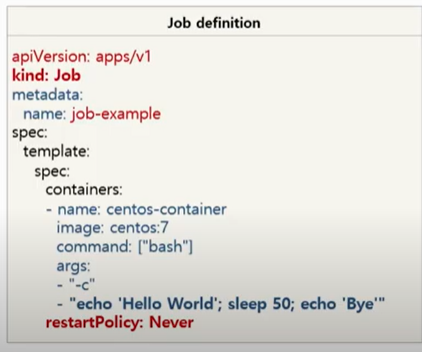 Job definition
apiVersion: apps/v1
kind: Job
metadata:
  name: job-example
spec:
  template:
    spec:
      containers:
      - name: centos-container
        image: centos:7
        command: ["bash"]
        args:
        - "-c"
        - "echo 'Hello World'; sleep 50; echo 'Bye'"
      restartPolicy: Never